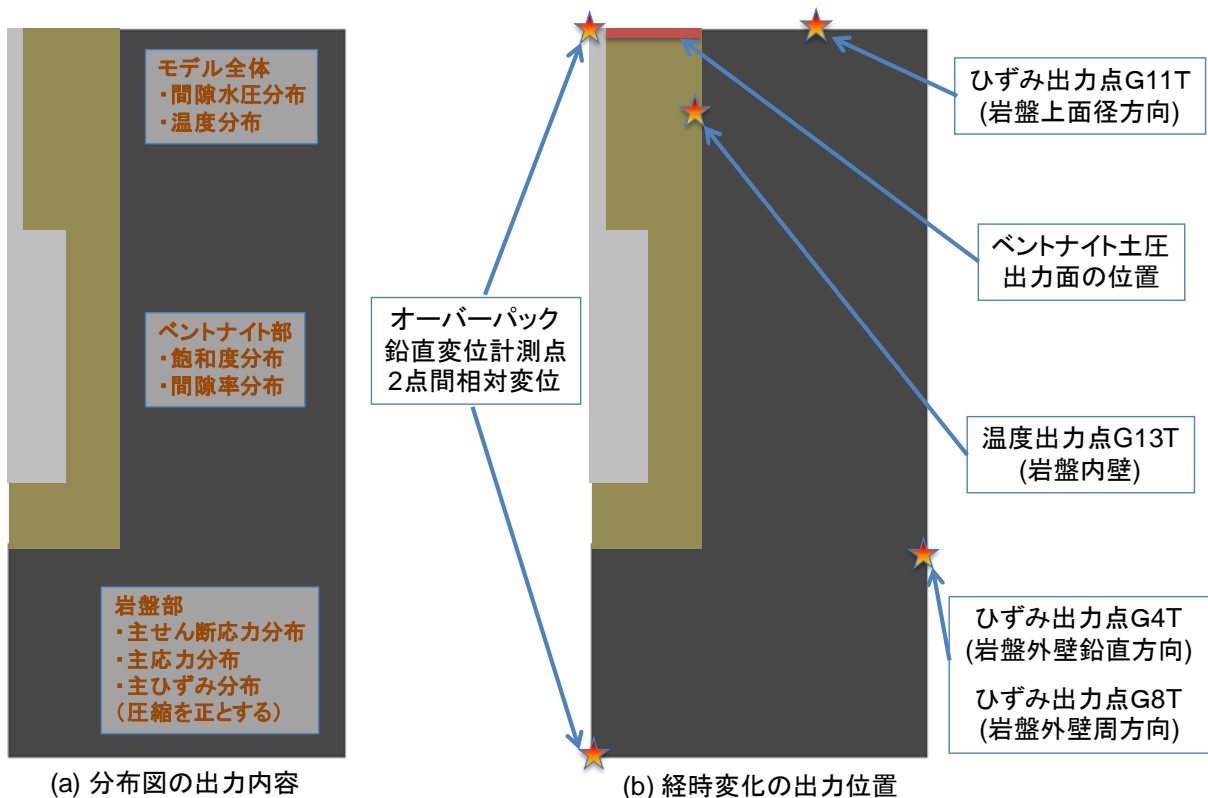 モデル全体
・間隙水圧分布
・温度分布
ベントナイト部
・飽和度分布
・間隙率分布
岩盤部
・主せん断応力分布
・主応力分布
・主ひずみ分布
（圧縮を正とする）
(a) 分布図の出力内容
オーバーパック
鉛直変位計測点
2点間相対変位
ひずみ出力点G11T
(岩盤上面径方向)
ベントナイト土圧
出力面の位置
温度出力点G13T
(岩盤内壁)
ひずみ出力点G4T
(岩盤外壁鉛直方向)
ひずみ出力点G8T
(岩盤外壁周方向)
(b) 経時変化の出力位置